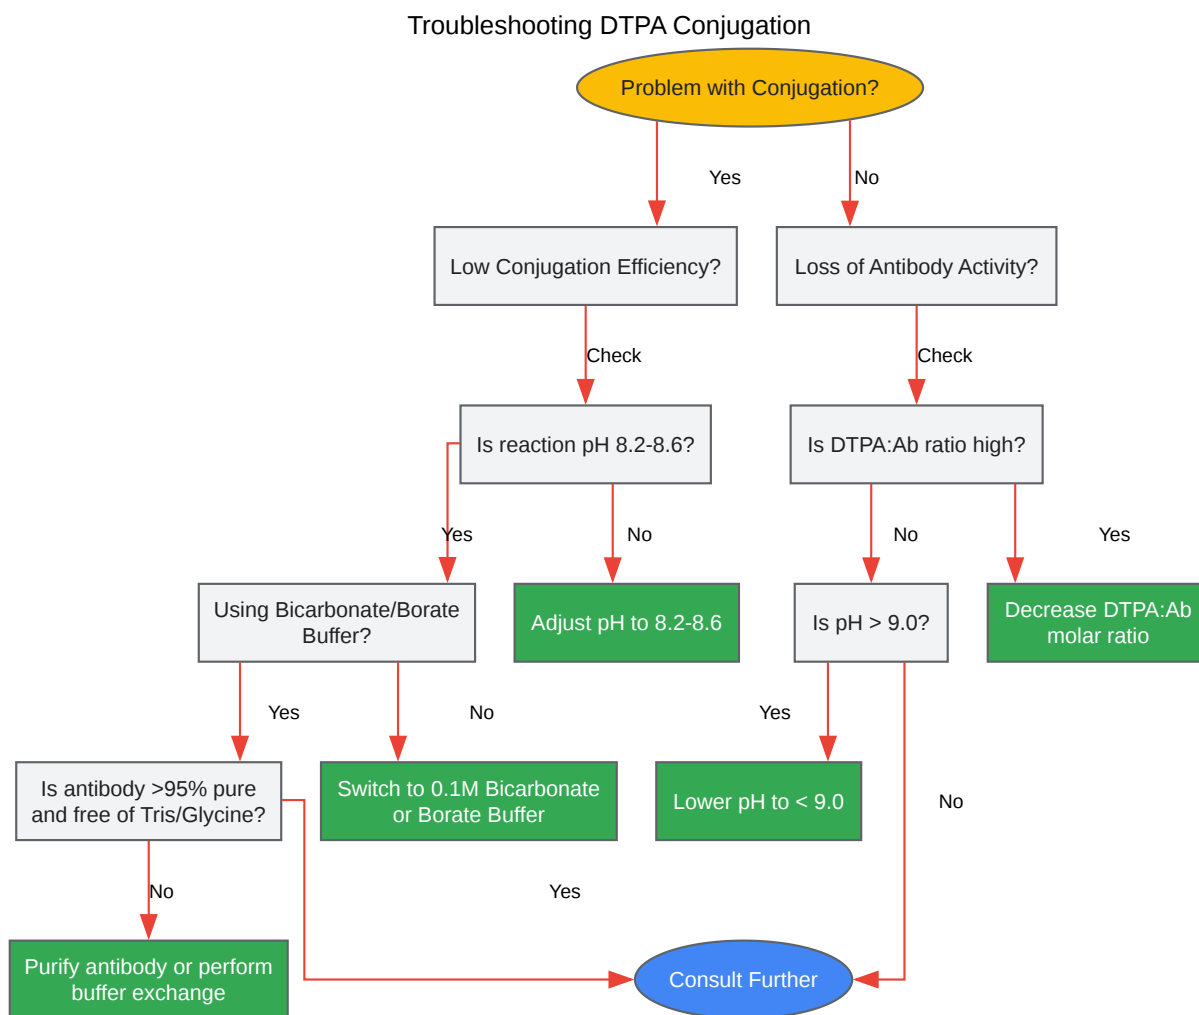 Troubleshooting DTPA Conjugation
Problem with Conjugation?
Yes
No
Low Conjugation Efficiency?
Loss of Antibody Activity?
Check
Check
Is reaction pH 8.2-8.6?
Is DTPA:Ab ratio high?
Yes
No
No
Yes
Using Bicarbonate/Borate
Buffer?
Adjust pH to 8.2-8.6
Is pH > 9.0?
Decrease DTPA:Ab
molar ratio
Yes
No
Yes
Is antibody >95% pure
and free of Tris/Glycine?
Switch to 0.1M Bicarbonate
or Borate Buffer
Lower pH to < 9.0
No
No
Yes
Purify antibody or perform
buffer exchange
Consult Further